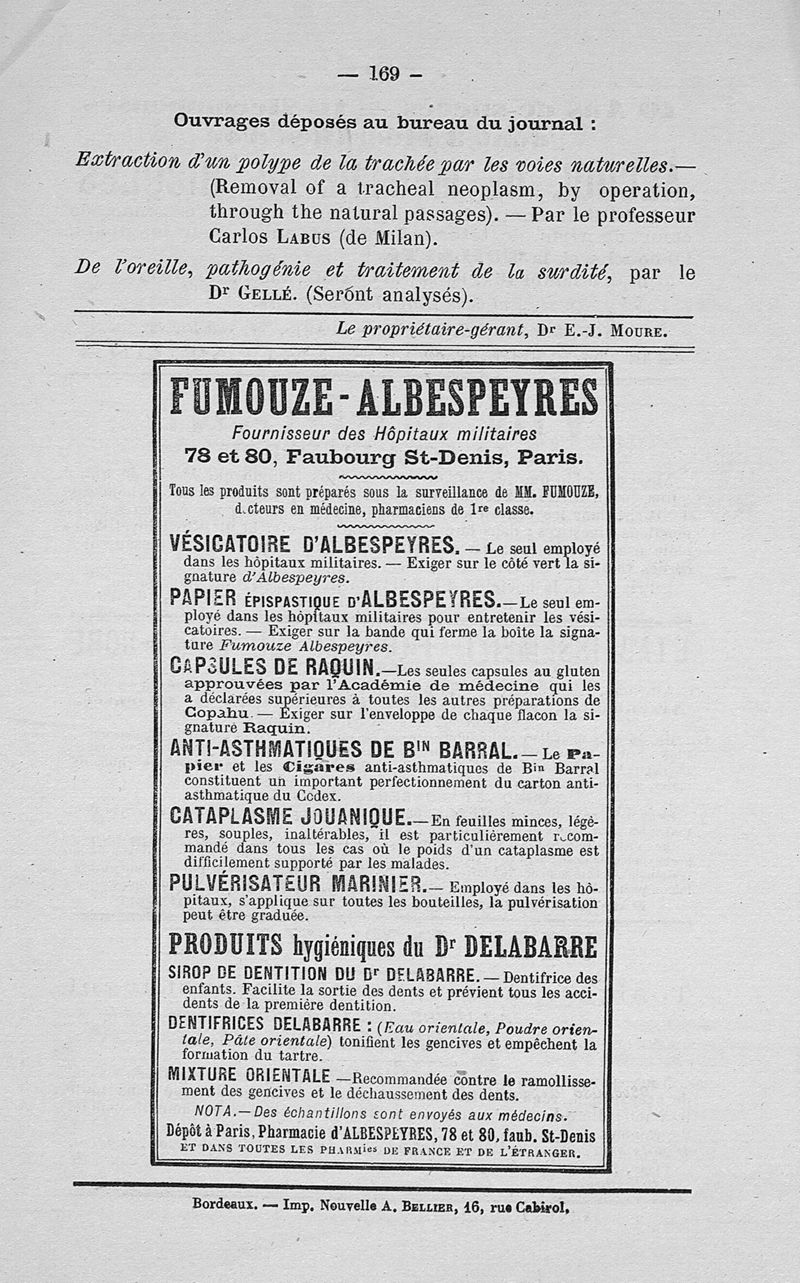 — 169 –
Ouvrages déposés au bureau du journal :
Extraction d'un polype de la trachée par les voies naturelles.—
(Removal of a tracheal neoplasm, by operation,
through the natural passages). — Par le professeur
Carlos LABUS (de Milan).
De l'oreille, pathogénie et traitement de la surdité, par le
Dr GELLÉ. (Serónt analysés).
Le propriétaire-gérant, Dr E.-J. MOURE.
FUMOUZE-ALBESPEYRES
Fournisseur des Hôpitaux militaires
78 et 80, Faubourg St-Denis, Paris.
Tous les produits sont préparés sous la surveillance de MM. FUMOUZE,
docteurs en médecine, pharmaciens de 1re classe.
VÉSICATOIRE D'ALBESPEYRES. — Le seul employé
dans les hôpitaux militaires. — Exiger sur le côté vert la si-
gnature d'Albespeyres.
PAPIER ÉPISPASTIQUE D'ALBESPEYRES.—Le seul em-
ployé dans les hôpitaux militaires pour entretenir les vési-
catoires. — Exiger sur la bande qui ferme la boîte la signa-
ture Fumouze Albespeyres.
CAPSULES DE RAQUIN.—Les seules capsules au gluten
approuvées par l'Académie de médecine qui les
a déclarées supérieures à toutes les autres préparations de
Copahu. — Exiger sur l'enveloppe de chaque flacon la si-
gnature Raquin.
ANTI-ASTHMATIQUES DE BIN BARRAL.—Le Pa-
pier et les Cigares anti-asthmatiques de Bin Barral
constituent un important perfectionnement du carton anti-
asthmatique du Codex.
CATAPLASME JOUANIQUE.—En feuilles minces, légè-
res, souples, inaltérables, il est particulièrement recom-
mandé dans tous les cas où le poids d'un cataplasme est
difficilement supporté par les malades.
PULVÉRISATEUR MARINIER.— Employé dans les hô-
pitaux, s'applique sur toutes les bouteilles, la pulvérisation
peut être graduée.
PRODUITS hygiéniques du Dr DELABARRE
SIROP DE DENTITION DU Dr DELABARRE.—Dentifrice des
enfants. Facilite la sortie des dents et prévient tous les acci-
dents de la première dentition.
DENTIFRICES DELABARRE : (Eau orientale, Poudre orien-
tale, Pâte orientale) tonifient les gencives et empêchent la
formation du tartre.
MIXTURE ORIENTALE —Recommandée contre le ramollisse-
ment des gencives et le déchaussement des dents.
NOTA.—Des échantillons sont envoyés aux médecins.
Dépôt à Paris, Pharmacie d'ALBESPEYRES, 78 et 80, faub. St-Denis
ET DANS TOUTES LES PHARMies DE FRANCE ET DE L'ÉTRANGER.
Bordeaux. — Imp. Nouvelle A. BELLIER, 16, rue Cabirol.